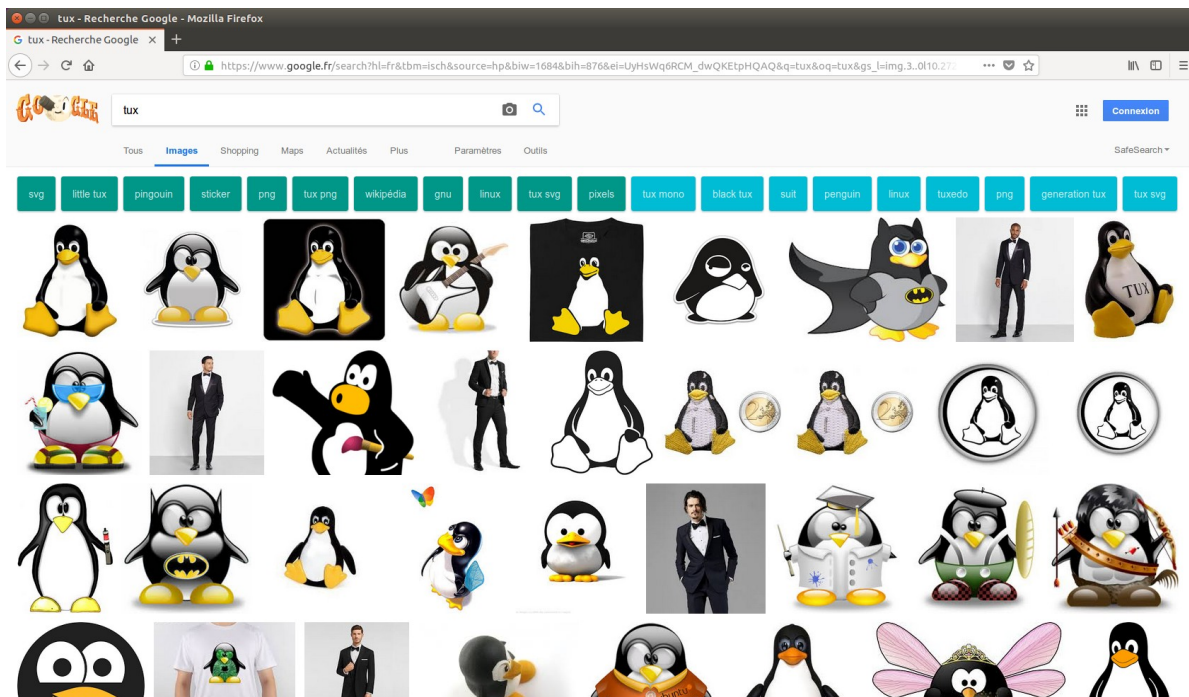 tux - Recherche Google - Mozilla Firefox
G tux - Recherche Google × +
https://www.google.fr/search?hl=fr&tbm=isch&source=hp&biw=1684&bih=876&ei=UyHsWq6RCM_dwQKEtpHQAQ&q=tux&oq=tux&gs_l=img.3..0l10.272
GOOGLE tux Connexion
Tous Images Shopping Maps Actualités Plus Paramètres Outils SafeSearch
svg little tux pingouin sticker png tux png wikipédia gnu linux tux svg pixels tux mono black tux suit penguin linux tuxedo png generation tux tux svg
TUX
ubuntu